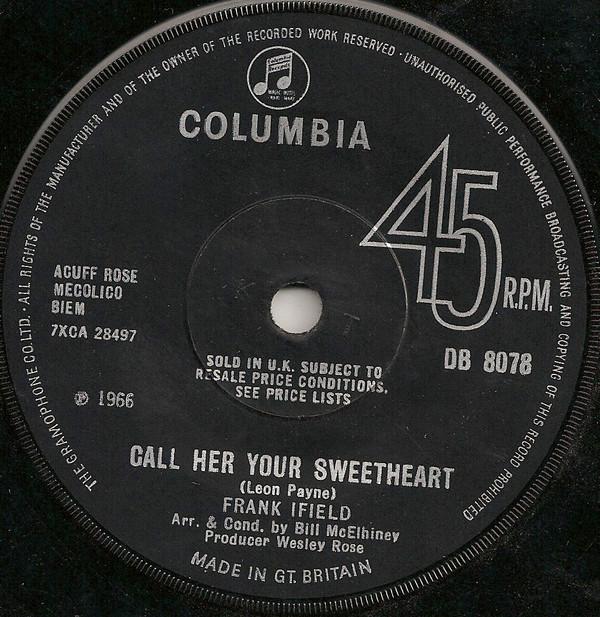 THE GRAMOPHONE CO. LTD. · ALL RIGHTS OF THE MANUFACTURER AND OF THE OWNER OF THE RECORDED WORK RESERVED · UNAUTHORISED PUBLIC PERFORMANCE BROADCASTING AND COPYING OF THIS RECORD PROHIBITED
COLUMBIA
45
R.P.M.
ACUFF ROSE
MECOLICO
BIEM
7XCA 28497
DB 8078
SOLD IN U.K. SUBJECT TO
RESALE PRICE CONDITIONS.
SEE PRICE LISTS
℗ 1966
CALL HER YOUR SWEETHEART
(Leon Payne)
FRANK IFIELD
Arr. & Cond. by Bill McElhiney
Producer Wesley Rose
MADE IN GT. BRITAIN